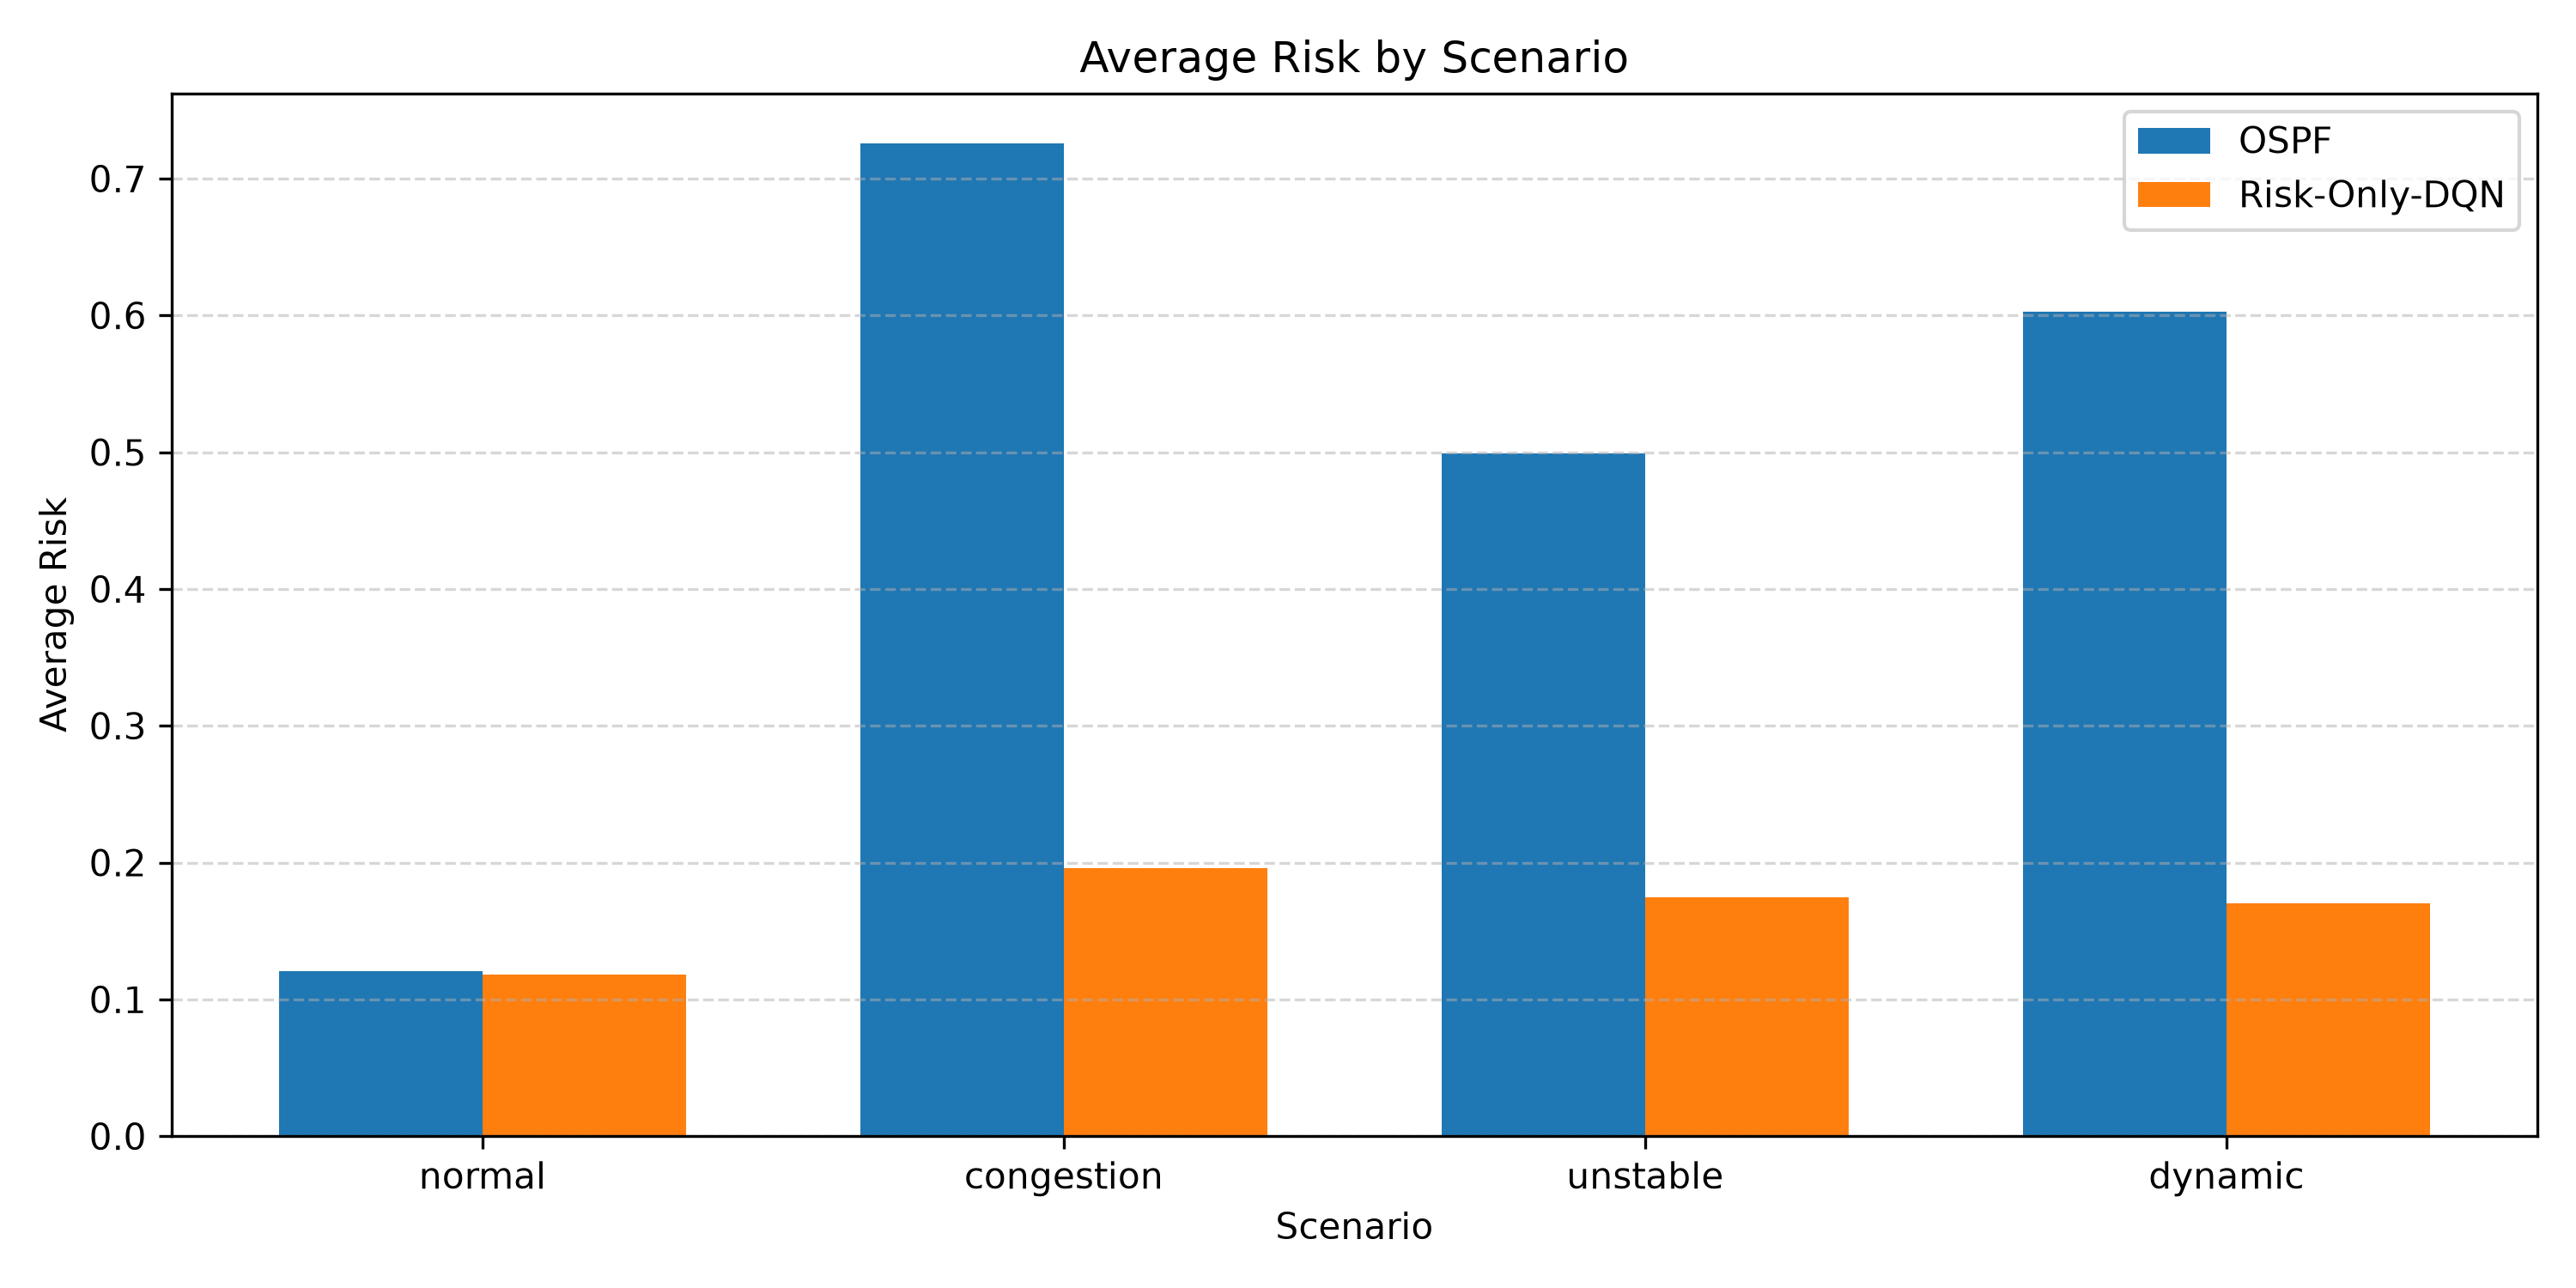 Average Risk by Scenario
OSPF
Risk-Only-DQN
Average Risk
0.7
0.6
0.5
0.4
0.3
0.2
0.1
0.0
normal
congestion
unstable
dynamic
Scenario